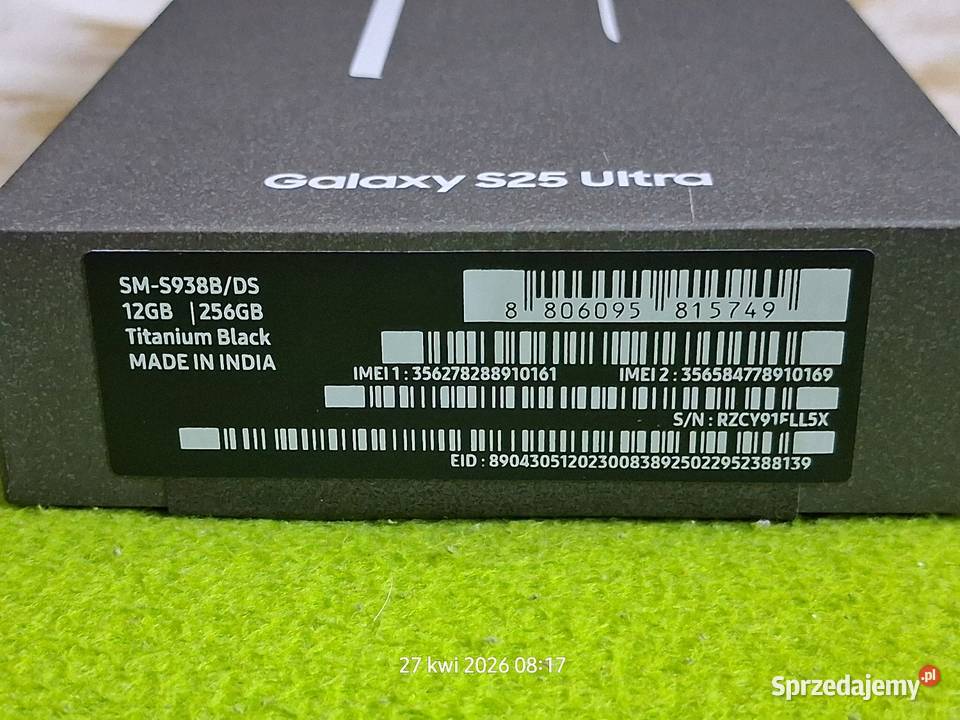 Galaxy S25 Ultra
SM-S938B/DS
12GB | 256GB
Titanium Black
MADE IN INDIA
8 806095 815749
IMEI 1 : 356278288910161 IMEI 2 : 356584778910169
S/N : RZCY91FLL5X
EID : 89043051202300838925022952388139
27 kwi 2026 08:17
Sprzedajemy.pl